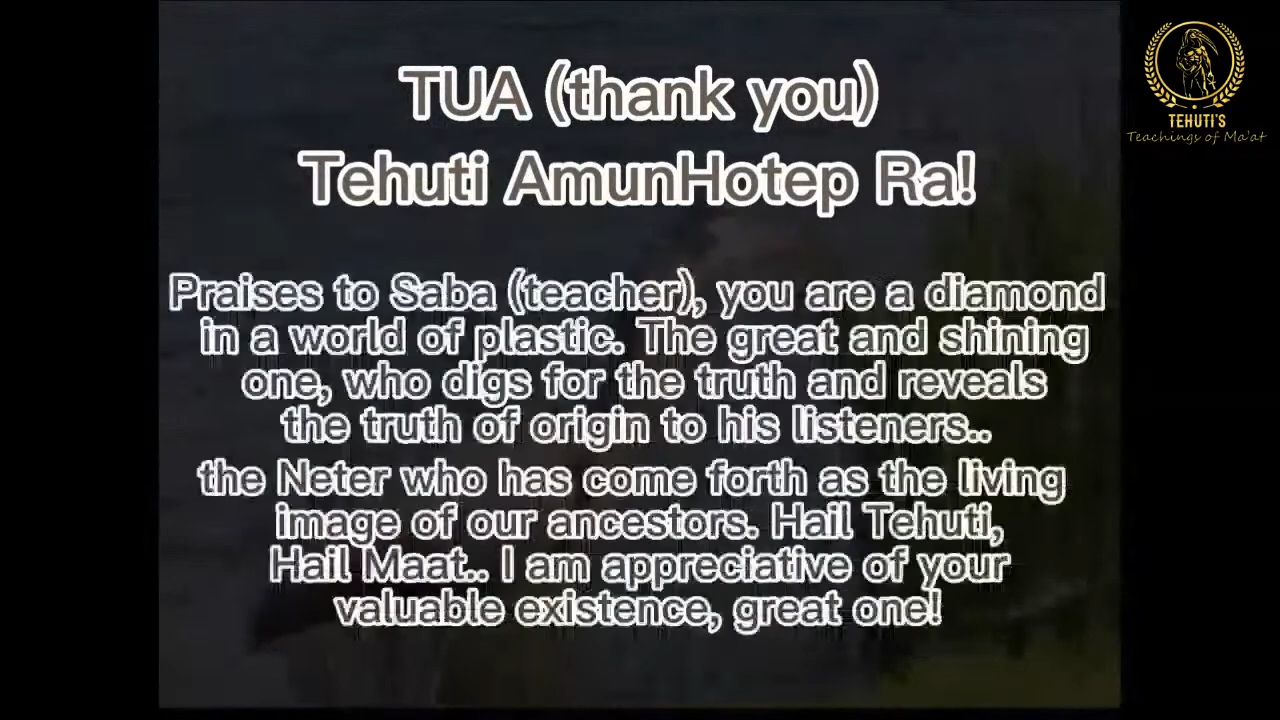 TUA (thank you)
Tehuti AmunHotep Ra!
Praises to Saba (teacher), you are a diamond
in a world of plastic. The great and shining
one, who digs for the truth and reveals
the truth of origin to his listeners..
the Neter who has come forth as the living
image of our ancestors. Hail Tehuti,
Hail Maat.. I am appreciative of your
valuable existence, great one!
TEHUTI'S
Teachings of Ma'at